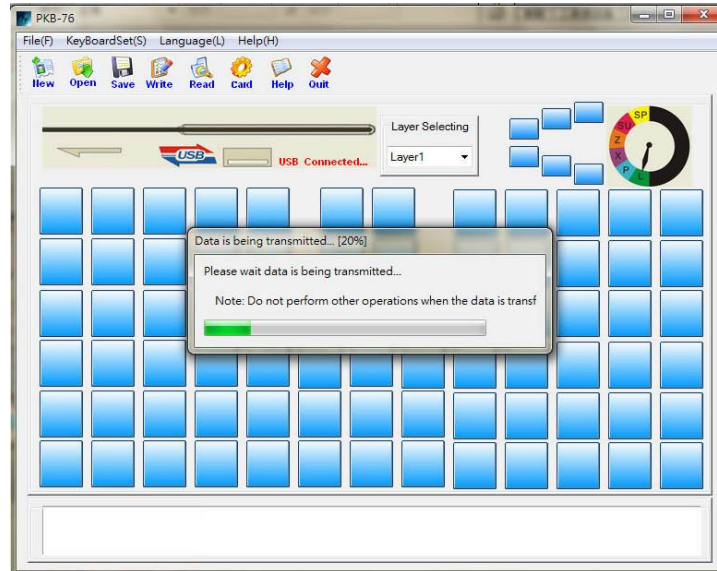 PKB-76
File(F) KeyBoardSet(S) Language(L) Help(H)
New Open Save Write Read Card Help Quit
Layer Selecting
USB
USB Connected...
Layer1
SP
SU
Z
X
P
L
Data is being transmitted... [20%]
Please wait data is being transmitted...
Note: Do not perform other operations when the data is transf